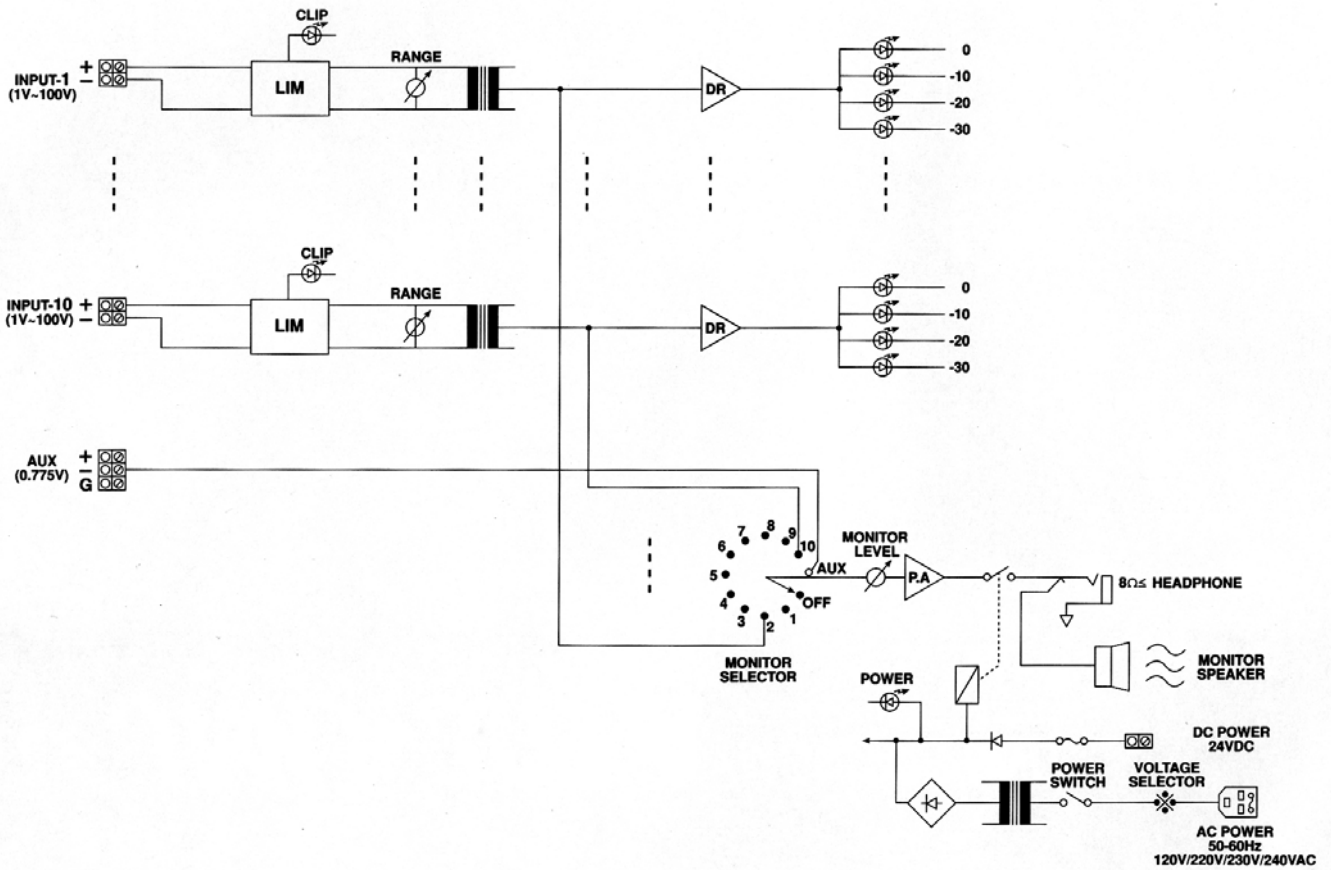 CLIP
RANGE
INPUT-1
(1V~100V)
+
−
LIM
DR
0
-10
-20
-30
CLIP
RANGE
INPUT-10
(1V~100V)
+
−
LIM
DR
0
-10
-20
-30
AUX
(0.775V)
+
−
G
1
2
3
4
5
6
7
8
9
10
AUX
OFF
MONITOR
SELECTOR
MONITOR
LEVEL
P.A
8Ω≤ HEADPHONE
MONITOR
SPEAKER
POWER
DC POWER
24VDC
POWER
SWITCH
VOLTAGE
SELECTOR
AC POWER
50-60Hz
120V/220V/230V/240VAC